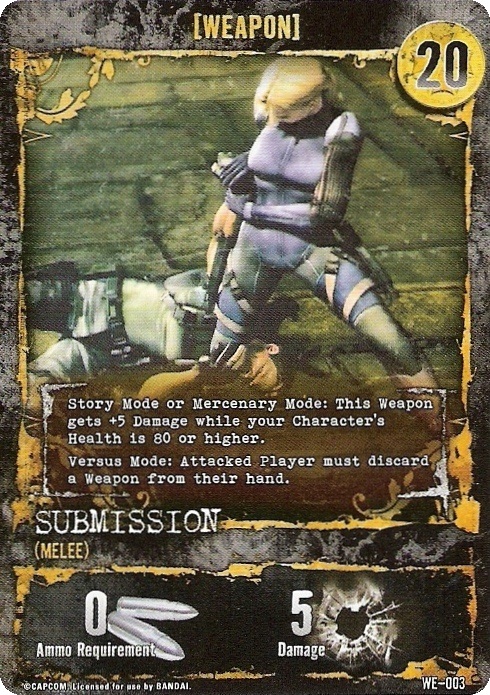 [WEAPON]
20
Story Mode or Mercenary Mode: This Weapon
gets +5 Damage while your Character's
Health is 80 or higher.
Versus Mode: Attacked Player must discard
a Weapon from their hand.
SUBMISSION
(MELEE)
0
Ammo Requirement
5
Damage
©CAPCOM. Licensed for use by BANDAI.
WE-003